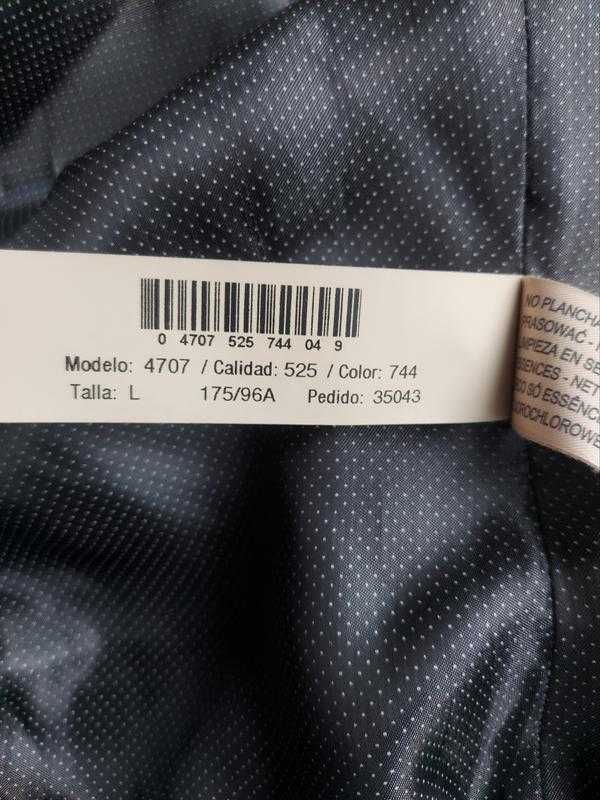 0 4707 525 744 04 9
Modelo: 4707 / Calidad: 525 / Color: 744
Talla: L 175/96A Pedido: 35043
NO PLANCHA
PRASOWAĆ -
LIMPIEZA EN SE
ESSENCES - NET
SÓ ESSÊNC